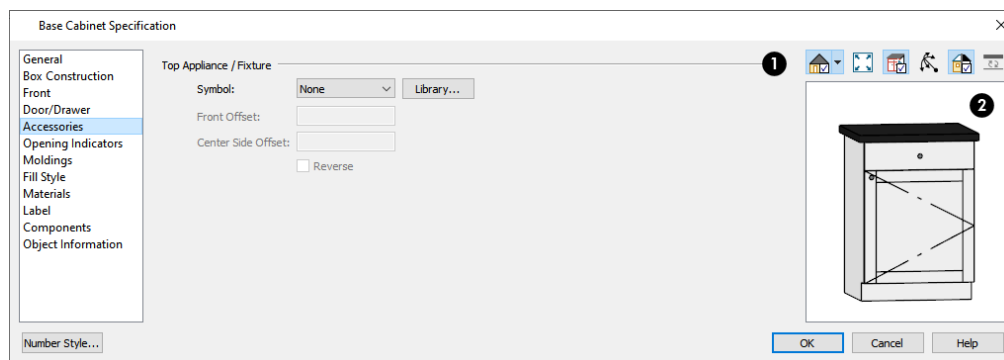 Base Cabinet Specification
General
Box Construction
Front
Door/Drawer
Accessories
Opening Indicators
Moldings
Fill Style
Materials
Label
Components
Object Information
Number Style...
Top Appliance / Fixture
Symbol: None Library...
Front Offset:
Center Side Offset:
Reverse
1
2
OK Cancel Help